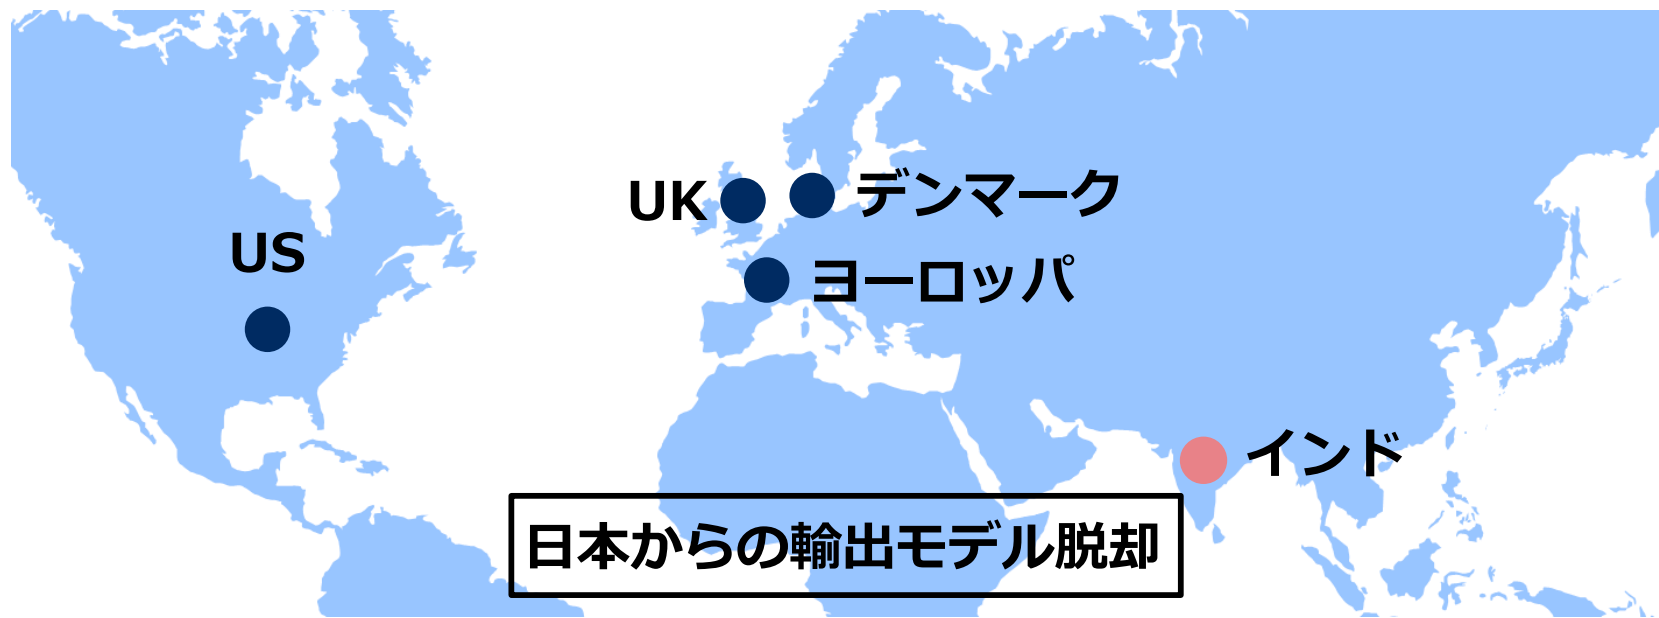 デンマーク
UK
US
ヨーロッパ
インド
日本からの輸出モデル脱却